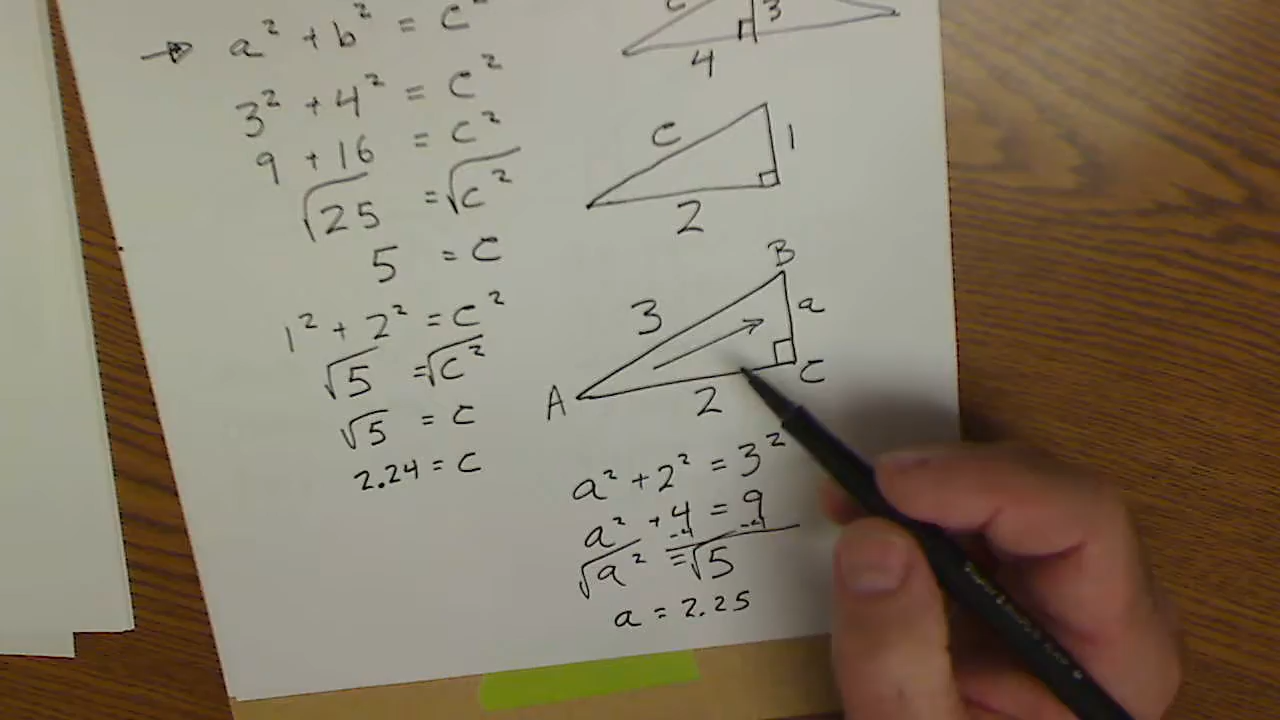 a² + b² = c²
3² + 4² = c²
9 + 16 = c²
√25 = √c²
5 = c
1² + 2² = c²
√5 = √c²
√5 = c
2.24 = c
c 3
4
c 1
2
B
3 a
A 2 C
a² + 2² = 3²
a² + 4 = 9
-4 -4
√a² = √5
a = 2.25